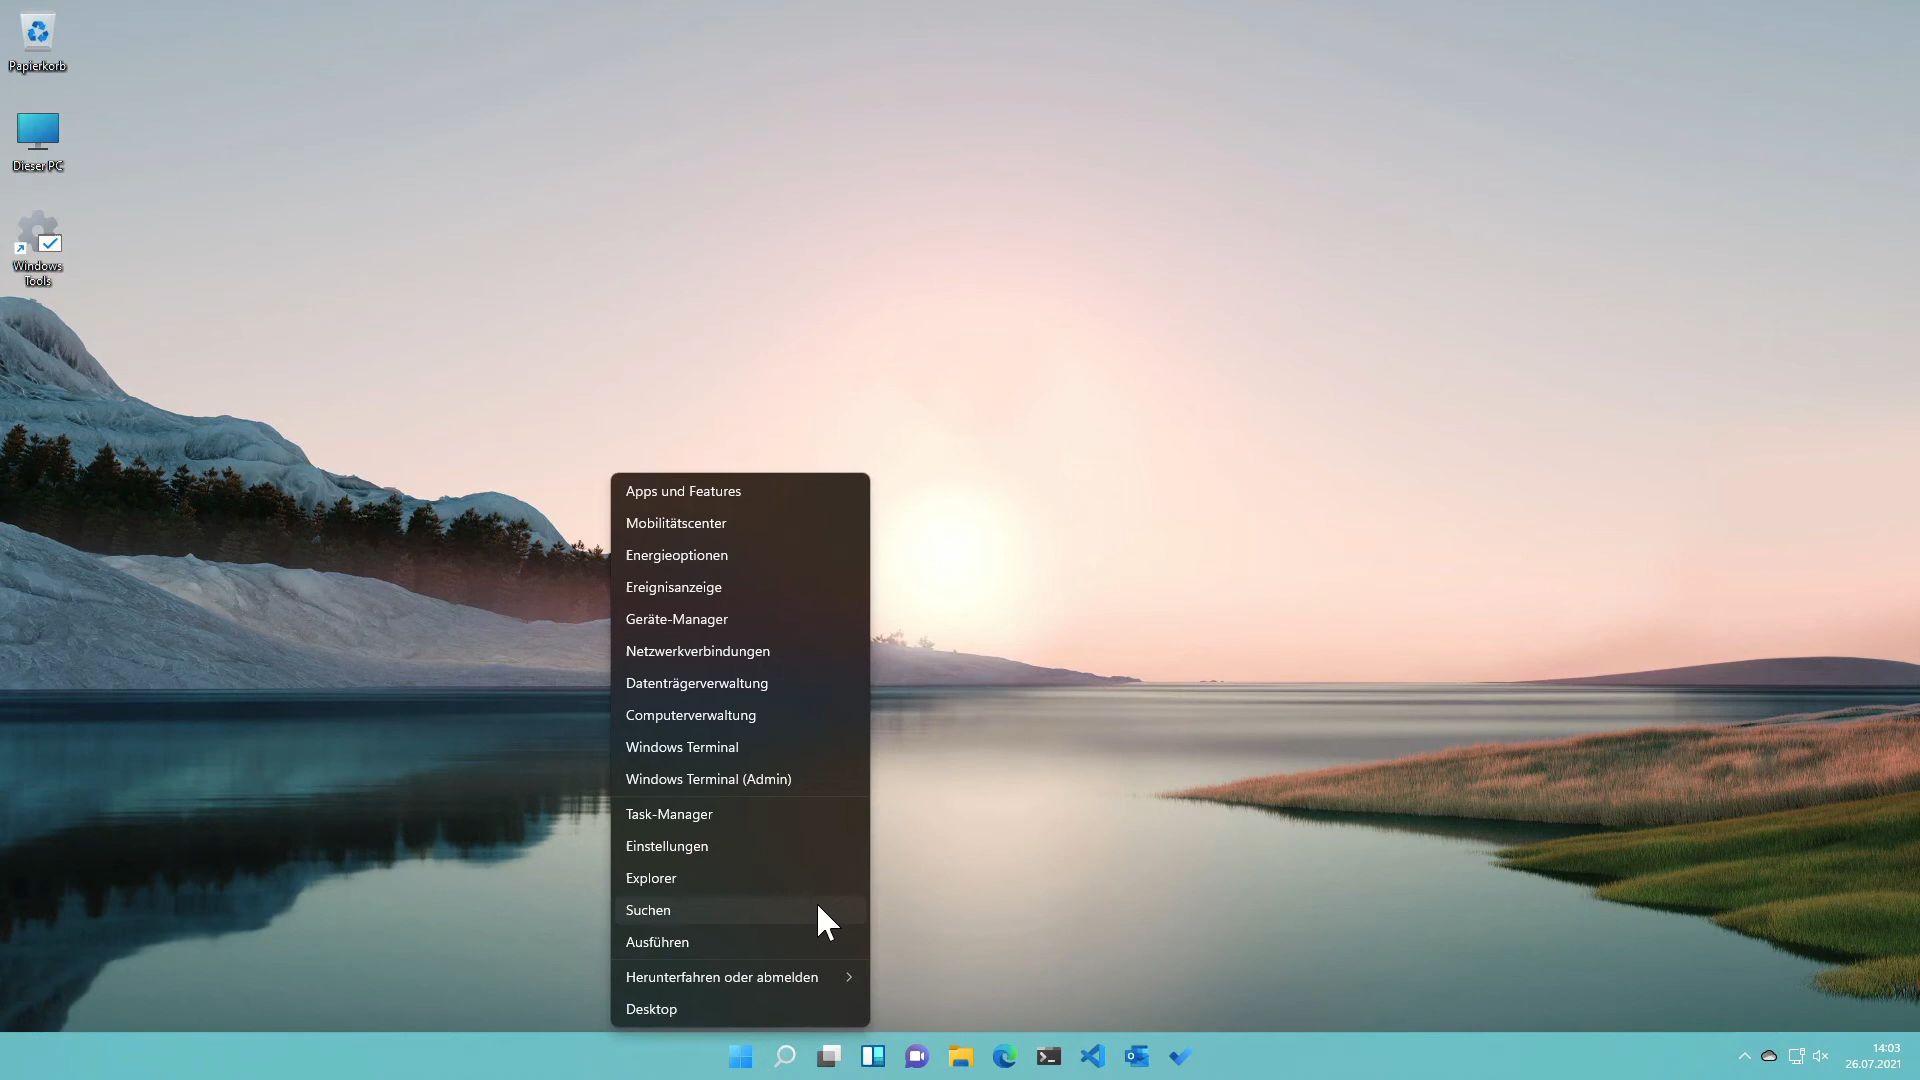 Papierkorb
Dieser PC
Windows
Tools
Apps und Features
Mobilitätscenter
Energieoptionen
Ereignisanzeige
Geräte-Manager
Netzwerkverbindungen
Datenträgerverwaltung
Computerverwaltung
Windows Terminal
Windows Terminal (Admin)
Task-Manager
Einstellungen
Explorer
Suchen
Ausführen
Herunterfahren oder abmelden
Desktop
14:03
26.07.2021